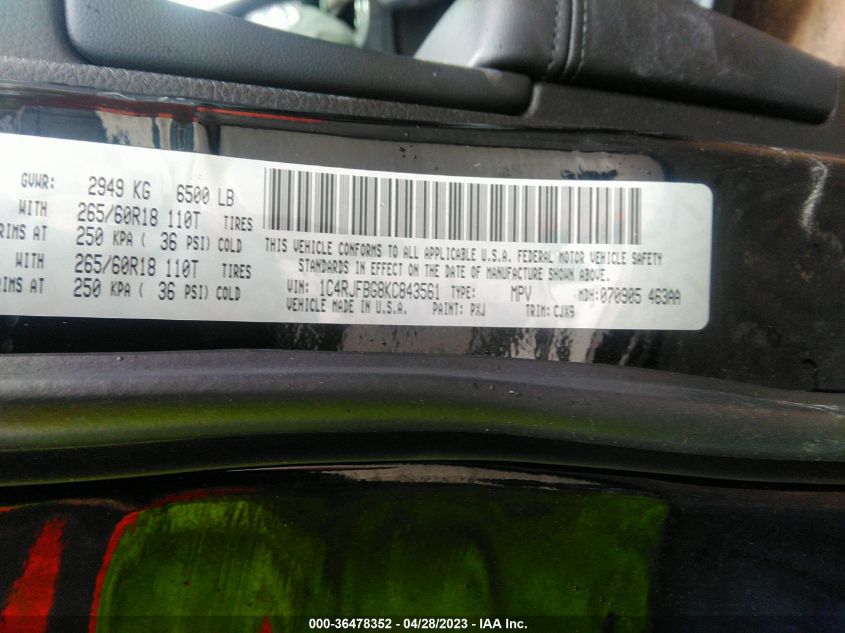 GVWR: 2949 KG 6500 LB
WITH 265/60R18 110T TIRES
RIMS AT 250 KPA ( 36 PSI) COLD
WITH 265/60R18 110T TIRES
RIMS AT 250 KPA ( 36 PSI) COLD
THIS VEHICLE CONFORMS TO ALL APPLICABLE U.S.A. FEDERAL MOTOR VEHICLE SAFETY
STANDARDS IN EFFECT ON THE DATE OF MANUFACTURE SHOWN ABOVE.
VIN: 1C4RJFBG8KC843561 TYPE: MPV MDH:070905 463AA
VEHICLE MADE IN U.S.A. PAINT: PXJ TRIM:CJX9
000-36478352 - 04/28/2023 - IAA Inc.